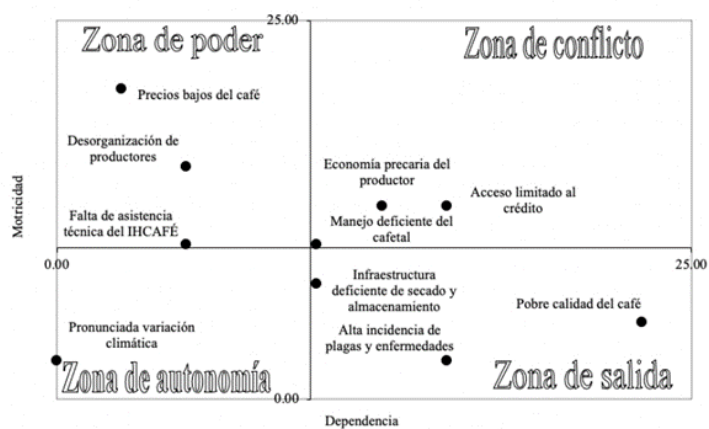 25.00
Zona de poder
Zona de conflicto
Precios bajos del café
Desorganización de
productores
Economía precaria del
productor
Acceso limitado al
crédito
Motricidad
Falta de asistencia
técnica del IHCAFÉ
Manejo deficiente del
cafetal
0.00
25.00
Infraestructura
deficiente de secado y
almacenamiento
Pobre calidad del café
Pronunciada variación
climática
Alta incidencia de
plagas y enfermedades
Zona de autonomía
Zona de salida
0.00
Dependencia